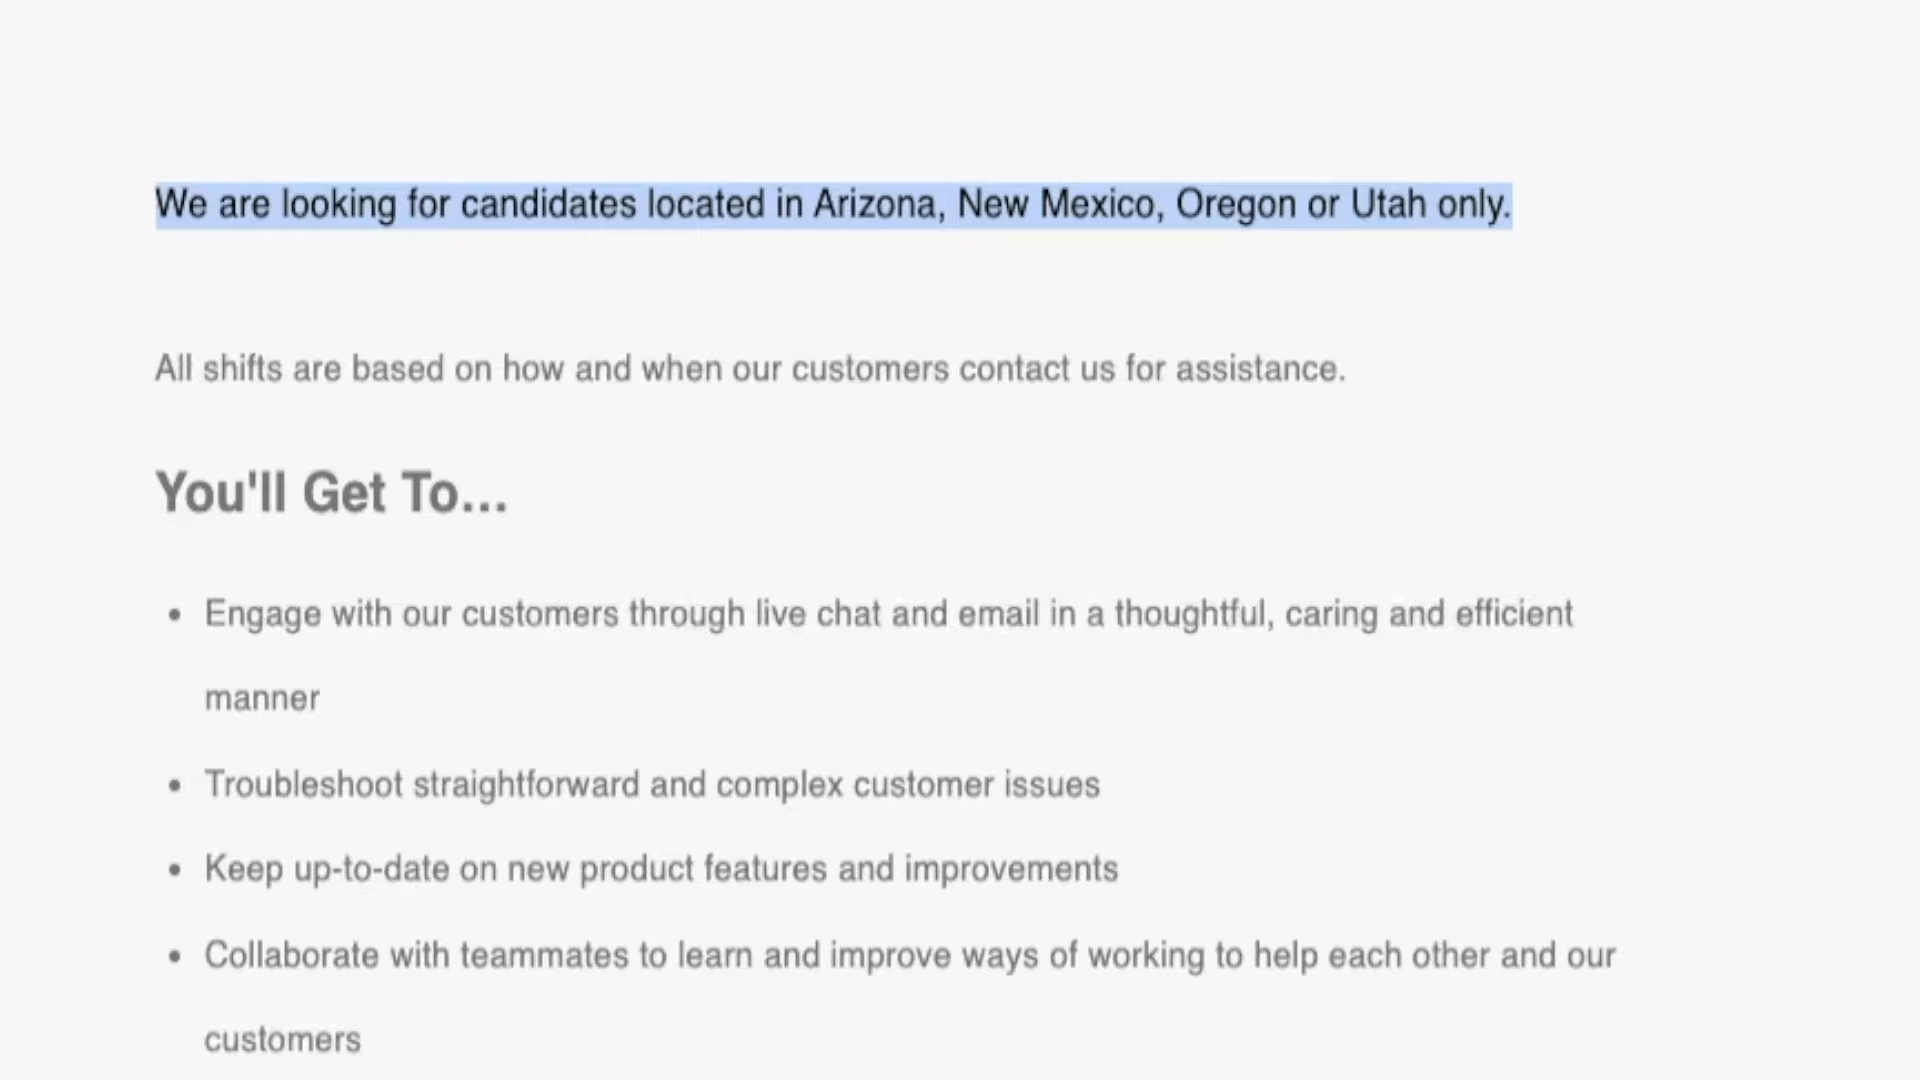 We are looking for candidates located in Arizona, New Mexico, Oregon or Utah only.
All shifts are based on how and when our customers contact us for assistance.
You'll Get To...
• Engage with our customers through live chat and email in a thoughtful, caring and efficient
manner
• Troubleshoot straightforward and complex customer issues
• Keep up-to-date on new product features and improvements
• Collaborate with teammates to learn and improve ways of working to help each other and our
customers